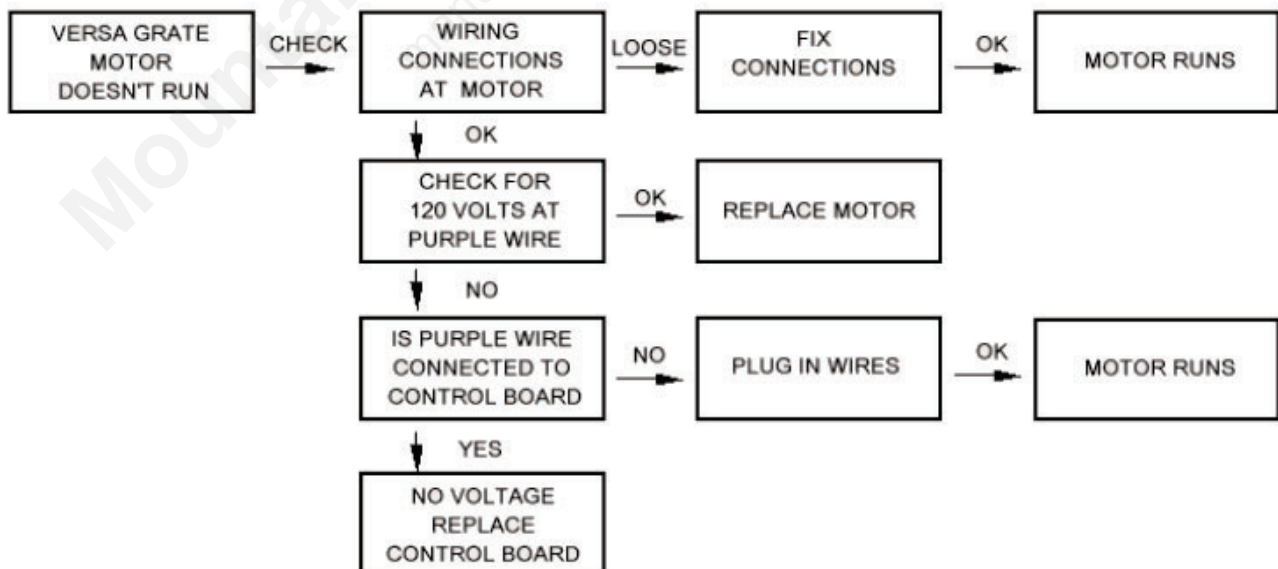 VERSA GRATE
MOTOR
DOESN'T RUN
CHECK
WIRING
CONNECTIONS
AT MOTOR
LOOSE
FIX
CONNECTIONS
OK
MOTOR RUNS
OK
CHECK FOR
120 VOLTS AT
PURPLE WIRE
OK
REPLACE MOTOR
NO
IS PURPLE WIRE
CONNECTED TO
CONTROL BOARD
NO
PLUG IN WIRES
OK
MOTOR RUNS
YES
NO VOLTAGE
REPLACE
CONTROL BOARD